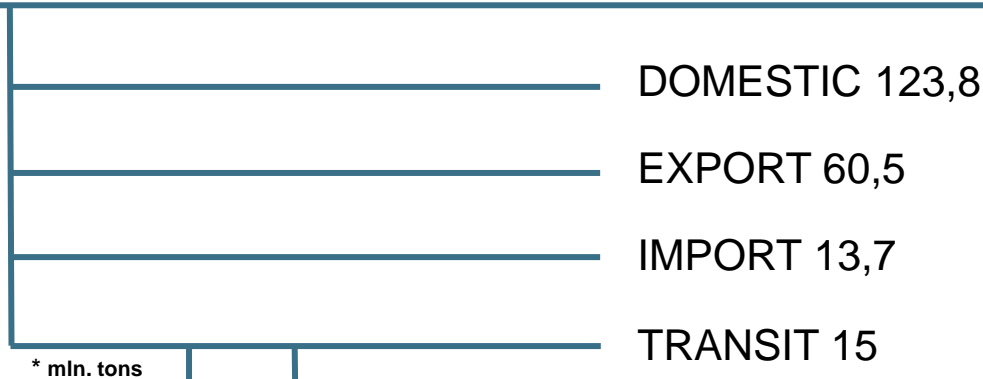 DOMESTIC 123,8
EXPORT 60,5
IMPORT 13,7
TRANSIT 15
* mln. tons